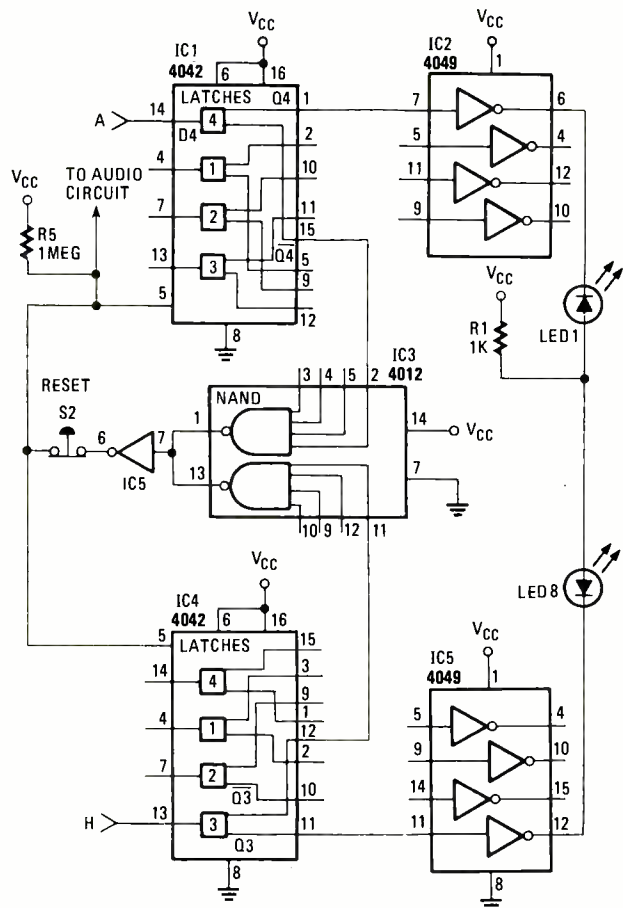 VCC
IC1
4042
6
16
LATCHES
Q4
14
A
D4
4
1
2
4
1
10
7
2
11
15
Q4
13
3
5
9
12
5
8
VCC
IC2
4049
1
7
6
5
4
11
12
9
10
VCC
R5
1MEG
TO AUDIO
CIRCUIT
VCC
R1
1K
LED1
IC3
4012
3
4
5
2
NAND
1
14
VCC
13
7
10
9
12
11
RESET
S2
6
7
IC5
LED8
VCC
IC4
4042
6
16
5
LATCHES
15
14
4
3
9
4
1
1
12
2
7
2
Q3
10
H
13
3
11
Q3
8
VCC
IC5
4049
1
5
4
9
10
14
15
11
12
8